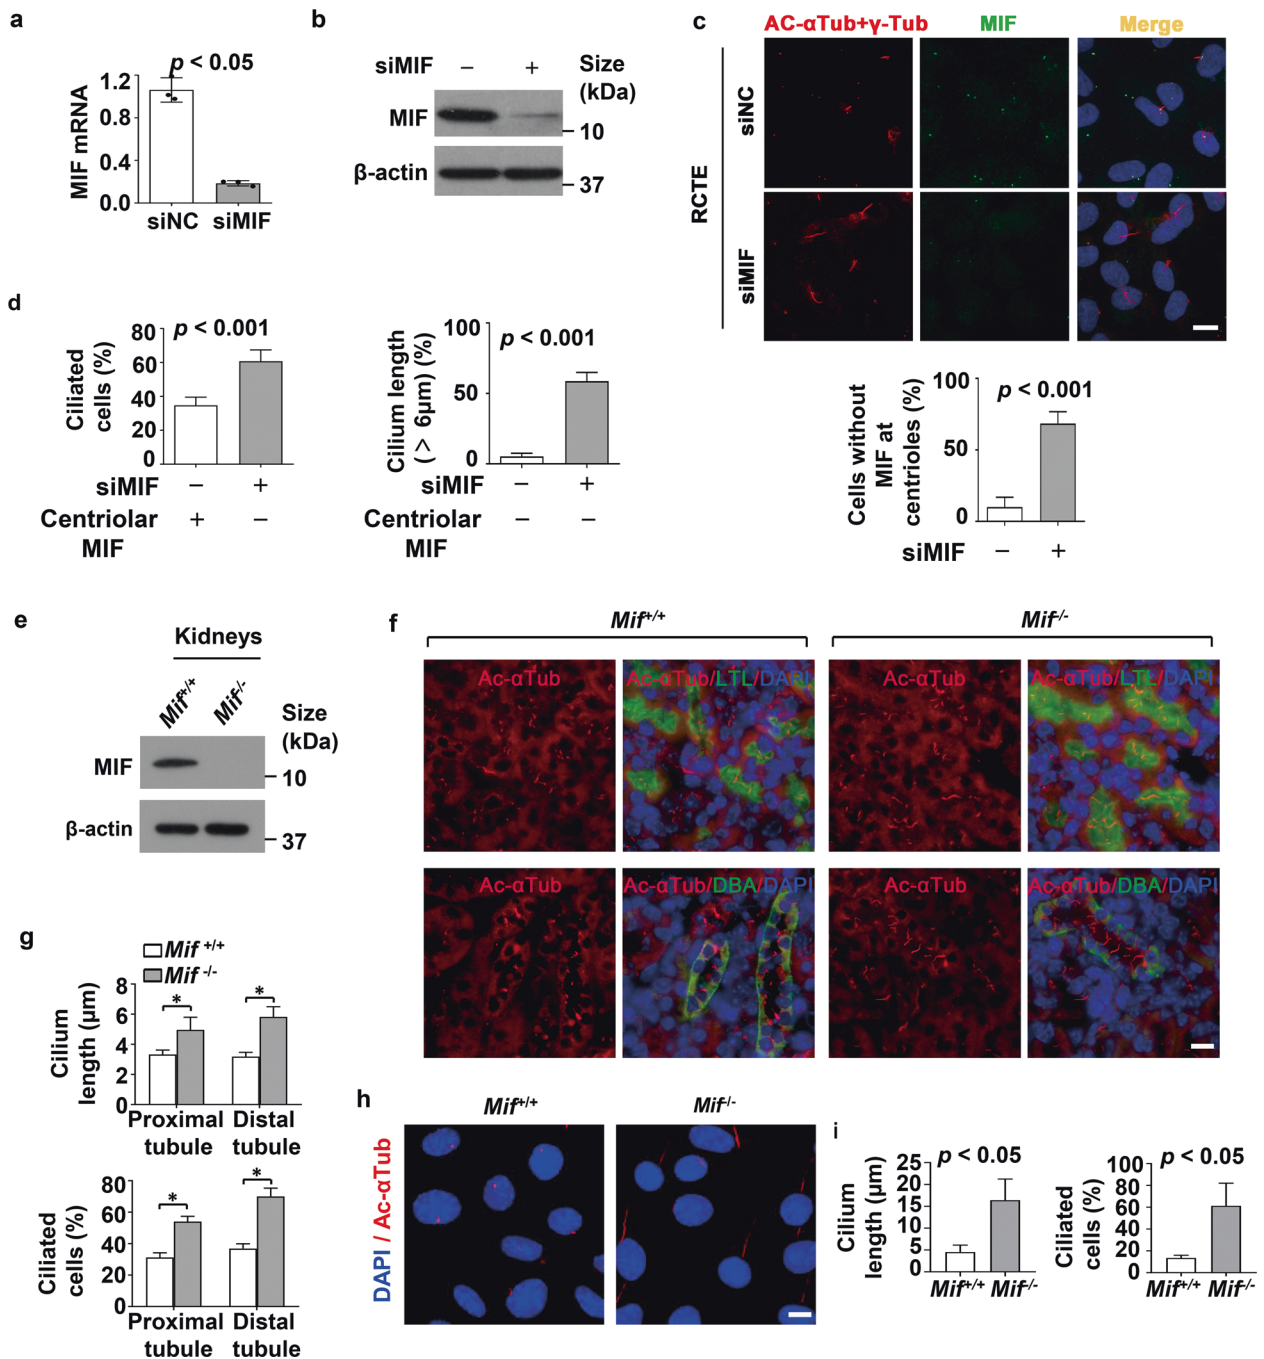 a
p < 0.05
MIF mRNA
1.2
0.8
0.4
0.0
siNC siMIF
b
siMIF − +
Size
(kDa)
MIF
10
β-actin
37
c
AC-αTub+γ-Tub MIF Merge
RCTE
siNC
siMIF
Cells without
MIF at
centrioles (%)
p < 0.001
100
50
0
siMIF − +
d
Ciliated
cells (%)
p < 0.001
80
60
40
20
0
siMIF − +
Centriolar + −
MIF
Cilium length
(> 6μm) (%)
p < 0.001
100
50
0
siMIF − +
Centriolar − −
MIF
e
Kidneys
Mif+/+ Mif-/-
Size
(kDa)
MIF
10
β-actin
37
f
Mif+/+ Mif-/-
Ac-αTub Ac-αTub/LTL/DAPI Ac-αTub Ac-αTub/LTL/DAPI
Ac-αTub Ac-αTub/DBA/DAPI Ac-αTub Ac-αTub/DBA/DAPI
g
Mif +/+
Mif -/-
Cilium
length (μm)
8
6
4
2
0
* *
Proximal Distal
tubule tubule
Ciliated
cells (%)
80
60
40
20
0
* *
Proximal Distal
tubule tubule
h
Mif+/+ Mif-/-
DAPI / Ac-αTub
i
Cilium
length (μm)
p < 0.05
25
20
15
10
5
0
Mif+/+ Mif-/-
Ciliated
cells (%)
p < 0.05
100
80
60
40
20
0
Mif+/+ Mif-/-